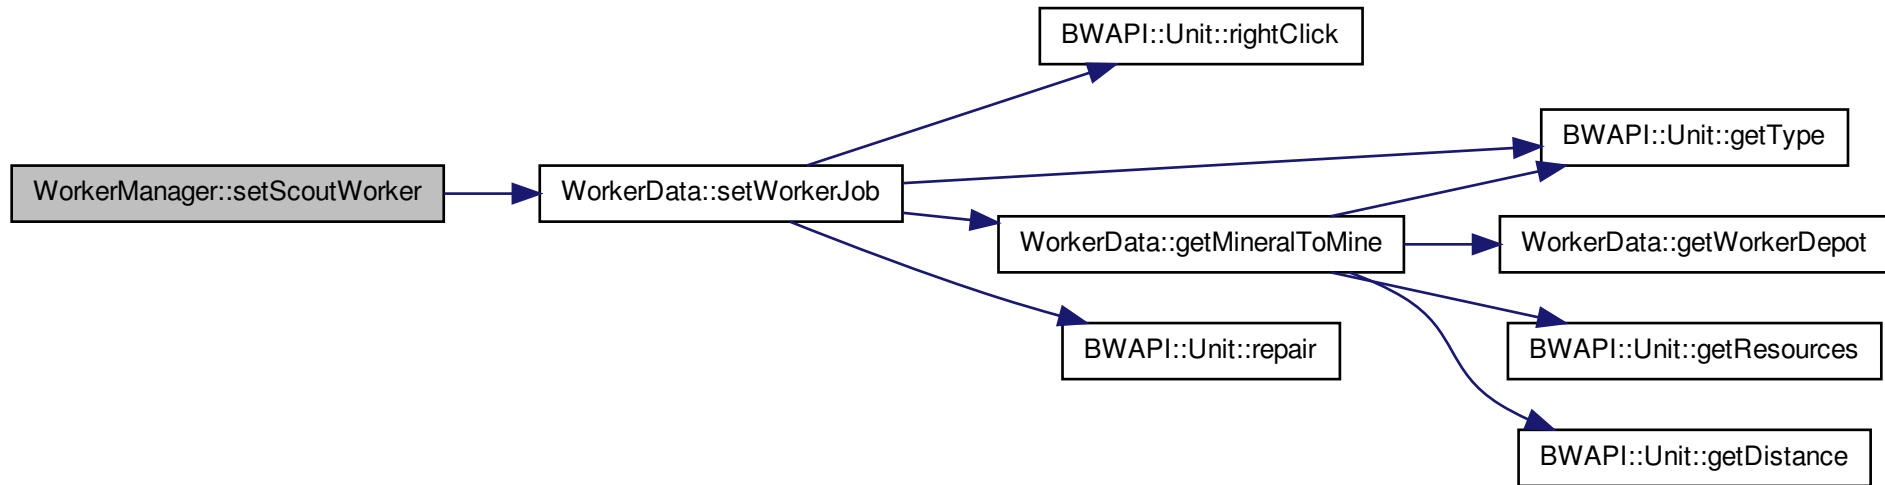 BWAPI::Unit::rightClick
BWAPI::Unit::getType
WorkerManager::setScoutWorker
WorkerData::setWorkerJob
WorkerData::getMineralToMine
WorkerData::getWorkerDepot
BWAPI::Unit::repair
BWAPI::Unit::getResources
BWAPI::Unit::getDistance